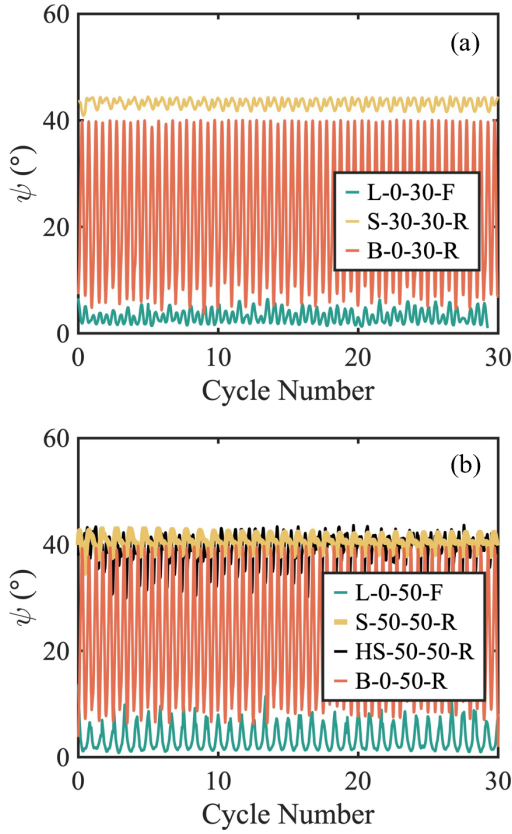 60
(a)
40
ψ (°)
L-0-30-F
S-30-30-R
B-0-30-R
20
0
0 10 20 30
Cycle Number
60
(b)
40
ψ (°)
L-0-50-F
S-50-50-R
HS-50-50-R
B-0-50-R
20
0
0 10 20 30
Cycle Number